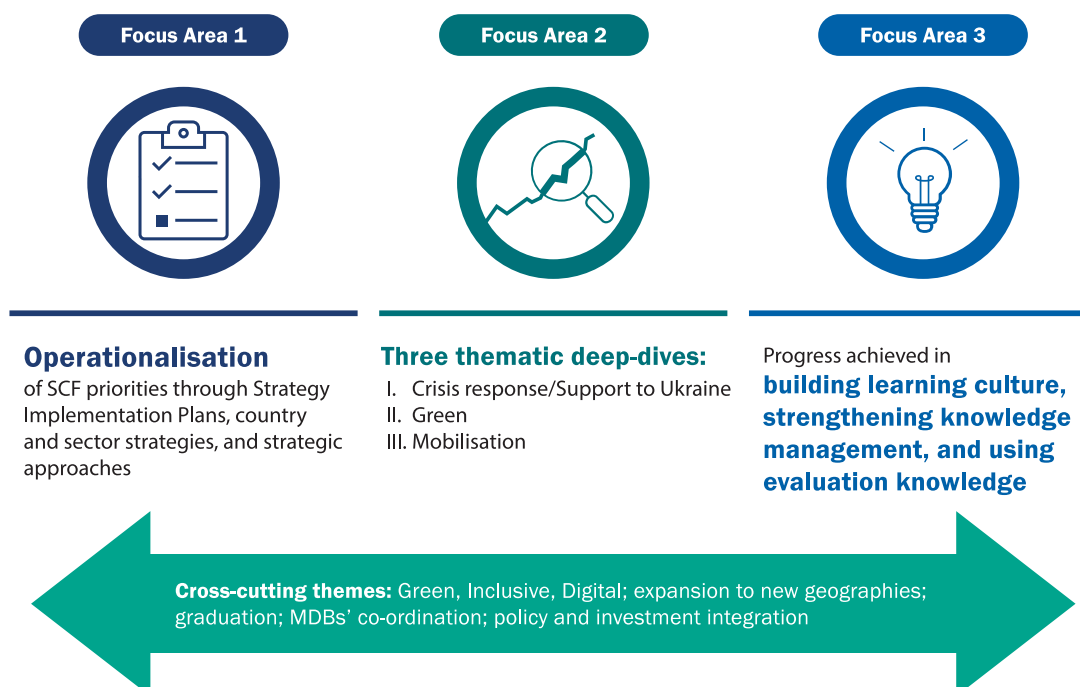 Focus Area 1
Focus Area 2
Focus Area 3
Operationalisation
of SCF priorities through Strategy
Implementation Plans, country
and sector strategies, and strategic
approaches
Three thematic deep-dives:
I. Crisis response/Support to Ukraine
II. Green
III. Mobilisation
Progress achieved in
building learning culture,
strengthening knowledge
management, and using
evaluation knowledge
Cross-cutting themes: Green, Inclusive, Digital; expansion to new geographies;
graduation; MDBs’ co-ordination; policy and investment integration